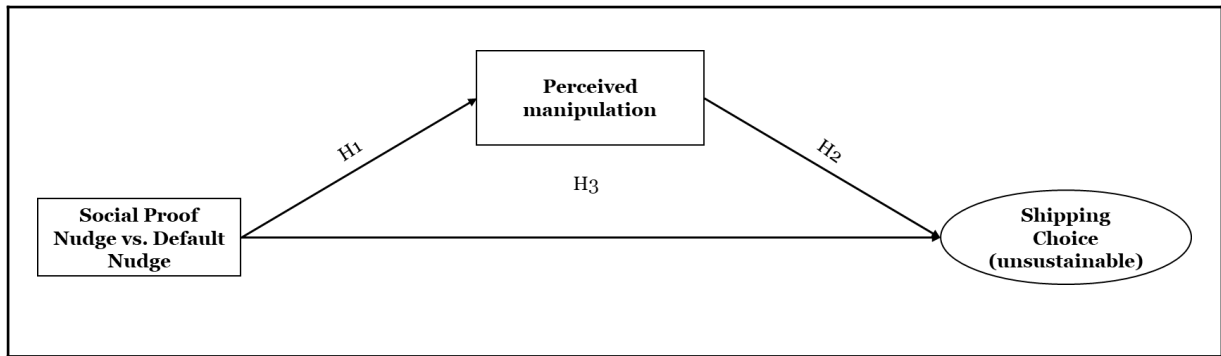 Perceived
manipulation
H1
H2
H3
Social Proof
Nudge vs. Default
Nudge
Shipping
Choice
(unsustainable)